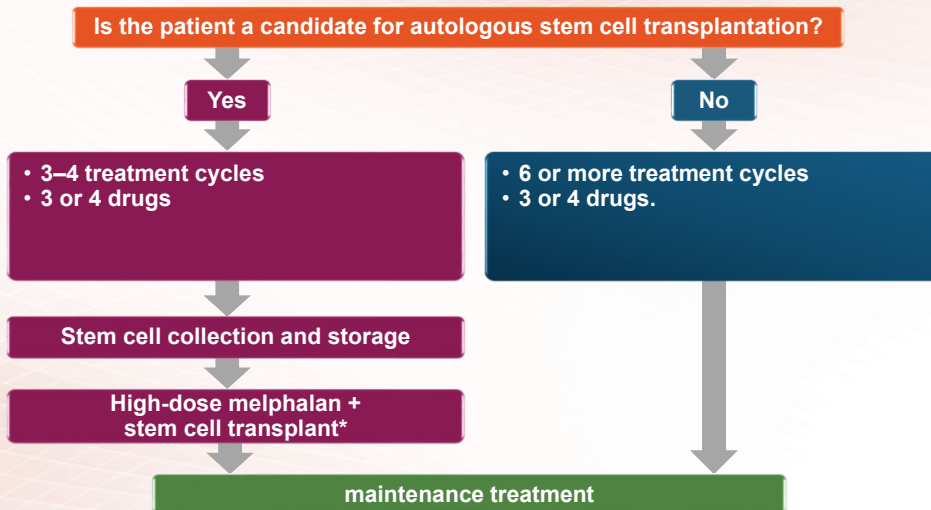 Is the patient a candidate for autologous stem cell transplantation?
Yes
No
• 3–4 treatment cycles
• 3 or 4 drugs
• 6 or more treatment cycles
• 3 or 4 drugs.
Stem cell collection and storage
High-dose melphalan +
stem cell transplant*
maintenance treatment